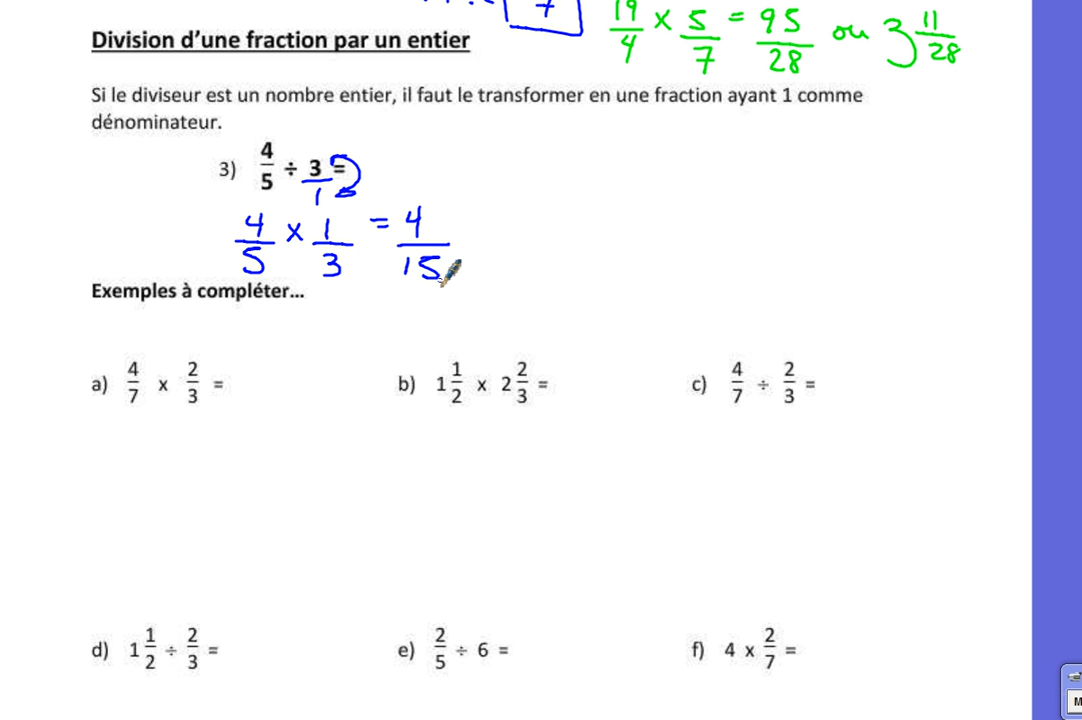 7
19/4 x 5/7 = 95/28 ou 3 11/28
Division d'une fraction par un entier
Si le diviseur est un nombre entier, il faut le transformer en une fraction ayant 1 comme
dénominateur.
3) 4/5 ÷ 3/1 =
4/5 x 1/3 = 4/15
Exemples à compléter...
a) 4/7 x 2/3 =
b) 1 1/2 x 2 2/3 =
c) 4/7 ÷ 2/3 =
d) 1 1/2 ÷ 2/3 =
e) 2/5 ÷ 6 =
f) 4 x 2/7 =
M